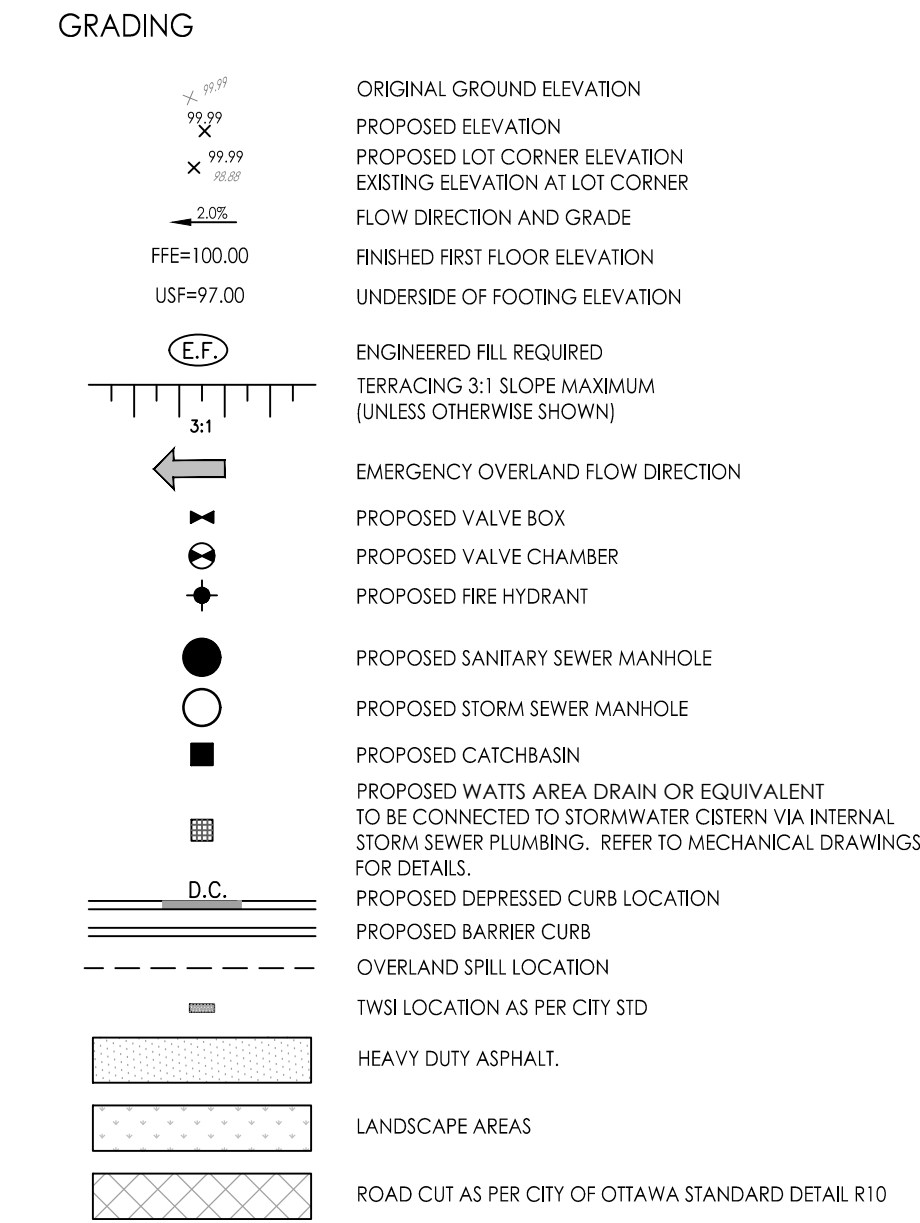 GRADING
99.99
ORIGINAL GROUND ELEVATION
99.99
PROPOSED ELEVATION
99.99
98.88
PROPOSED LOT CORNER ELEVATION
EXISTING ELEVATION AT LOT CORNER
2.0%
FLOW DIRECTION AND GRADE
FFE=100.00
FINISHED FIRST FLOOR ELEVATION
USF=97.00
UNDERSIDE OF FOOTING ELEVATION
E.F.
ENGINEERED FILL REQUIRED
3:1
TERRACING 3:1 SLOPE MAXIMUM
(UNLESS OTHERWISE SHOWN)
EMERGENCY OVERLAND FLOW DIRECTION
PROPOSED VALVE BOX
PROPOSED VALVE CHAMBER
PROPOSED FIRE HYDRANT
PROPOSED SANITARY SEWER MANHOLE
PROPOSED STORM SEWER MANHOLE
PROPOSED CATCHBASIN
PROPOSED WATTS AREA DRAIN OR EQUIVALENT
TO BE CONNECTED TO STORMWATER CISTERN VIA INTERNAL
STORM SEWER PLUMBING. REFER TO MECHANICAL DRAWINGS
FOR DETAILS.
D.C.
PROPOSED DEPRESSED CURB LOCATION
PROPOSED BARRIER CURB
OVERLAND SPILL LOCATION
TWSI LOCATION AS PER CITY STD
HEAVY DUTY ASPHALT.
LANDSCAPE AREAS
ROAD CUT AS PER CITY OF OTTAWA STANDARD DETAIL R10